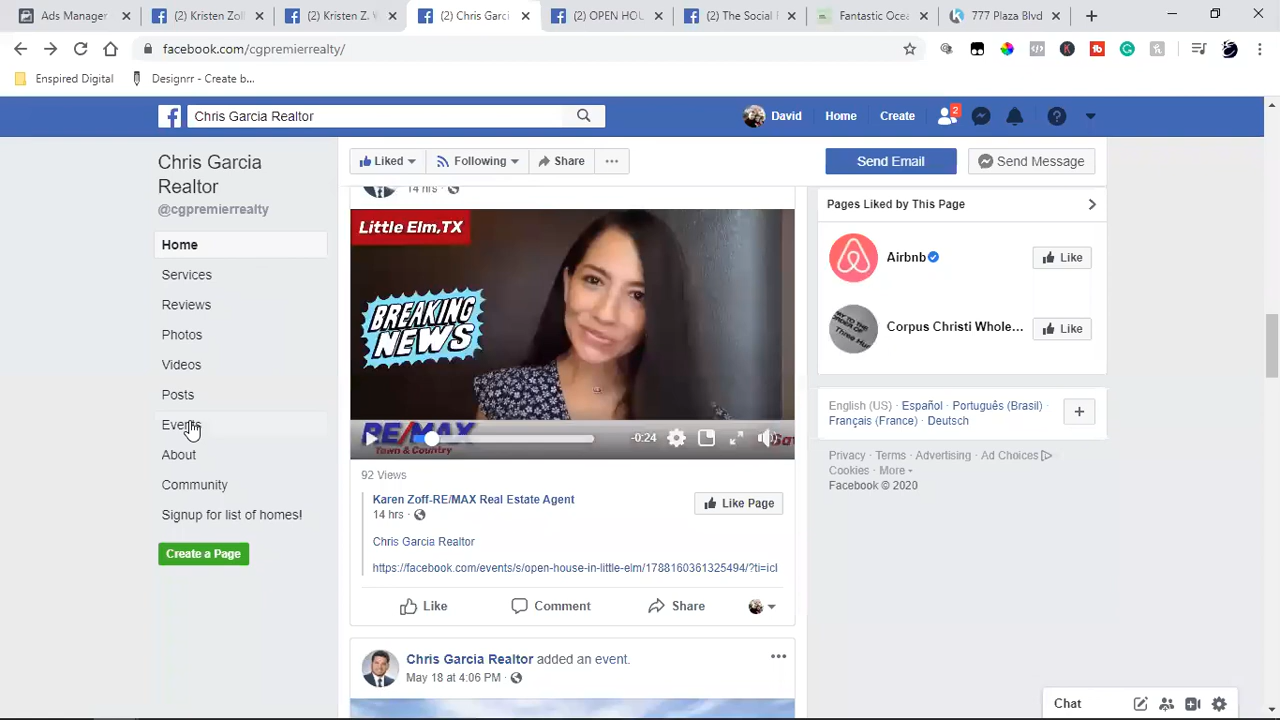 Ads Manager
(2) Kristen Zoff
(2) Kristen Z. W
(2) Chris Garci
(2) OPEN HOU
(2) The Social
Fantastic Ocea
777 Plaza Blvd
facebook.com/cgpremierrealty/
Enspired Digital
Designrr - Create b...
Chris Garcia Realtor
David
Home
Create
2
Chris Garcia
Realtor
@cgpremierrealty
Home
Services
Reviews
Photos
Videos
Posts
Events
About
Community
Signup for list of homes!
Create a Page
Liked
Following
Share
Send Email
Send Message
14 hrs
Little Elm,TX
BREAKING
NEWS
RE/MAX
Town & Country
-0:24
92 Views
Karen Zoff-RE/MAX Real Estate Agent
14 hrs
Like Page
Chris Garcia Realtor
https://facebook.com/events/s/open-house-in-little-elm/1788160361325494/?ti=icl
Like
Comment
Share
Chris Garcia Realtor added an event.
May 18 at 4:06 PM
Pages Liked by This Page
Airbnb
Like
Corpus Christi Whole...
Like
English (US) · Español · Português (Brasil) ·
Français (France) · Deutsch
Privacy · Terms · Advertising · Ad Choices
Cookies · More
Facebook © 2020
Chat